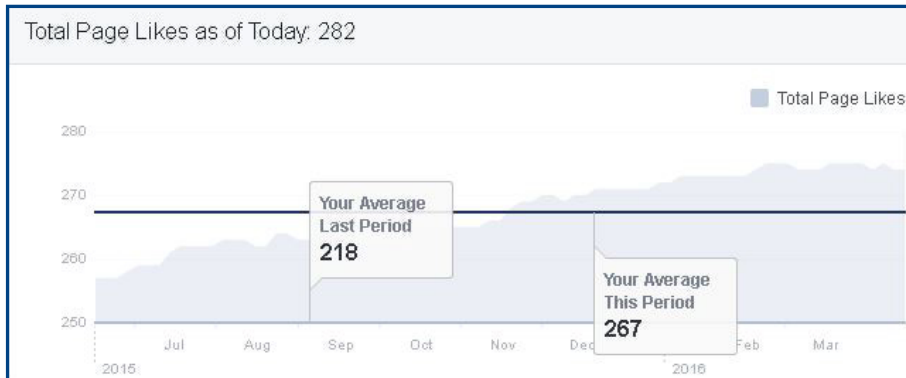 Total Page Likes as of Today: 282
Total Page Likes
280
270
260
250
Your Average
Last Period
218
Your Average
This Period
267
Jul Aug Sep Oct Nov Dec Feb Mar
2015 2016